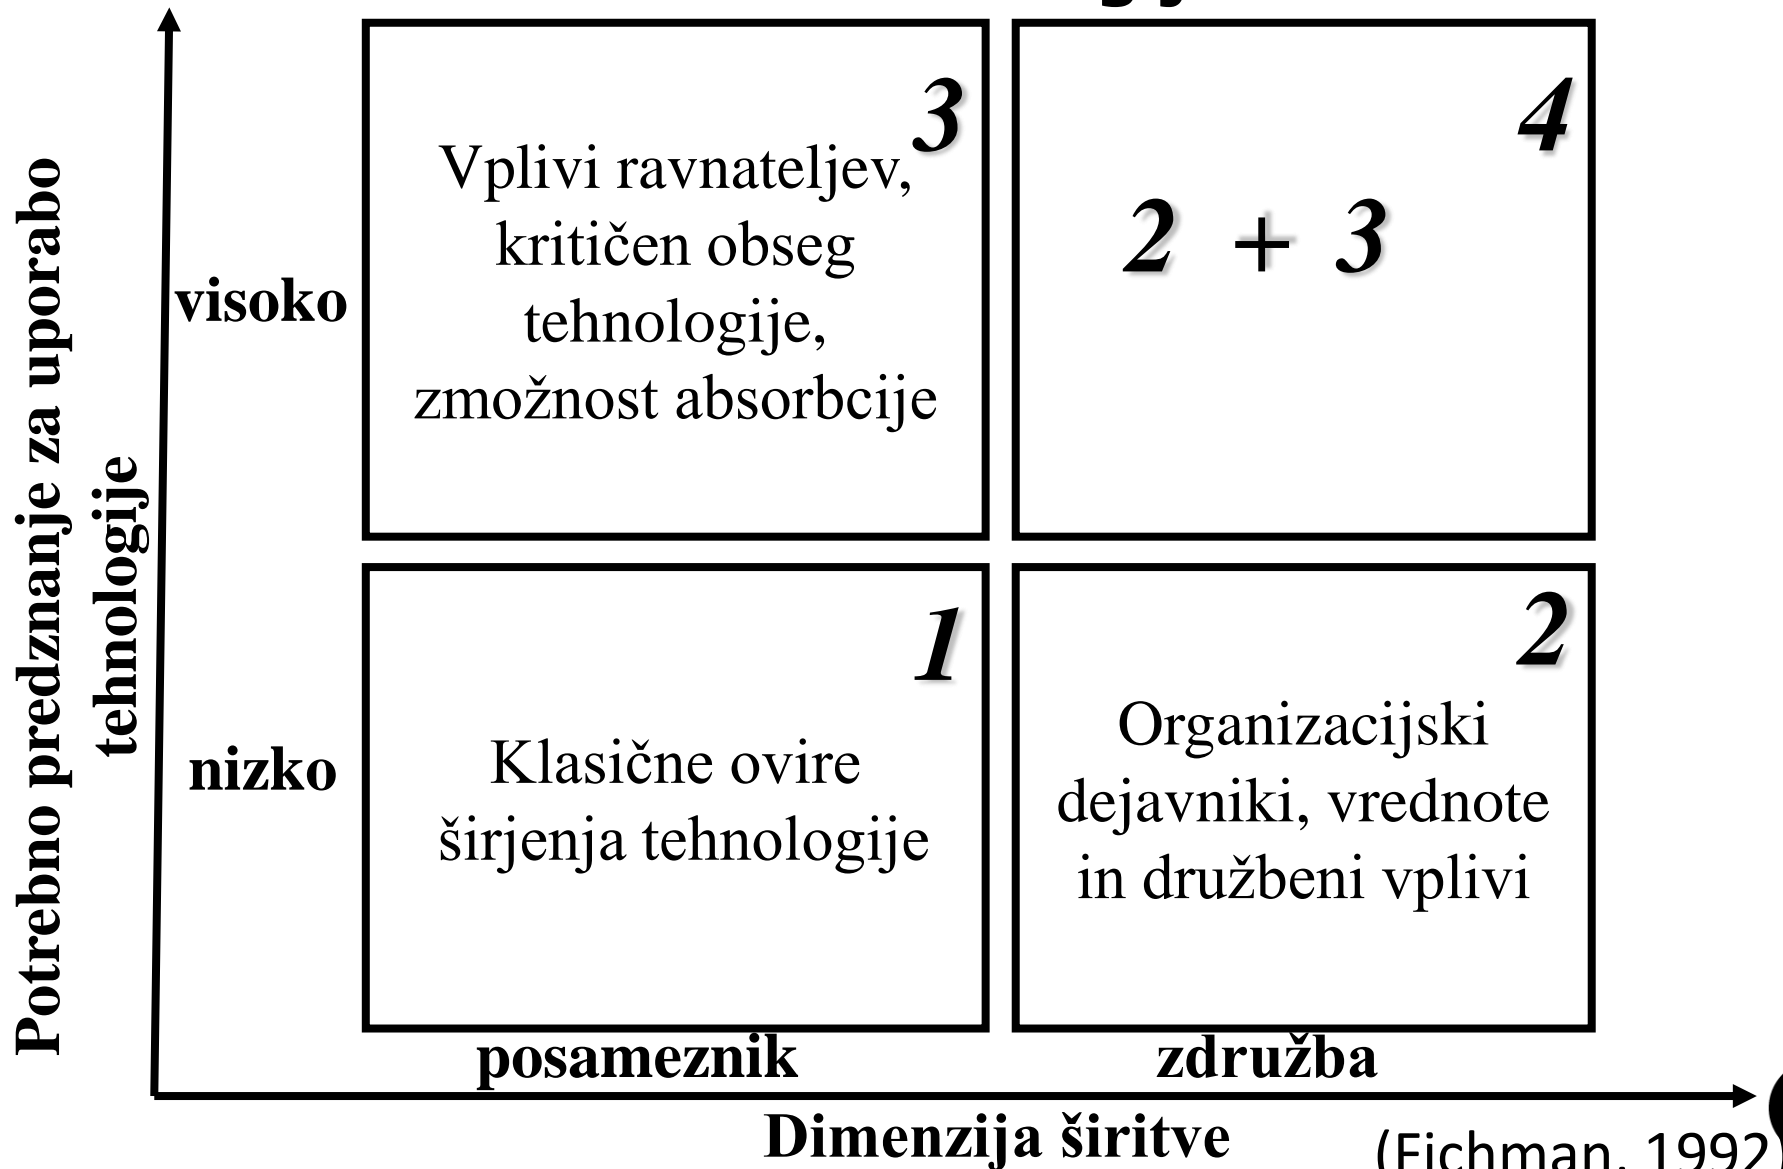 Potrebno predznanje za uporabo
tehnologije
visoko
3
Vplivi ravnateljev,
kritičen obseg
tehnologije,
zmožnost absorbcije
4
2 + 3
nizko
1
Klasične ovire
širjenja tehnologije
2
Organizacijski
dejavniki, vrednote
in družbeni vplivi
posameznik
združba
Dimenzija širitve
(Fichman, 1992)